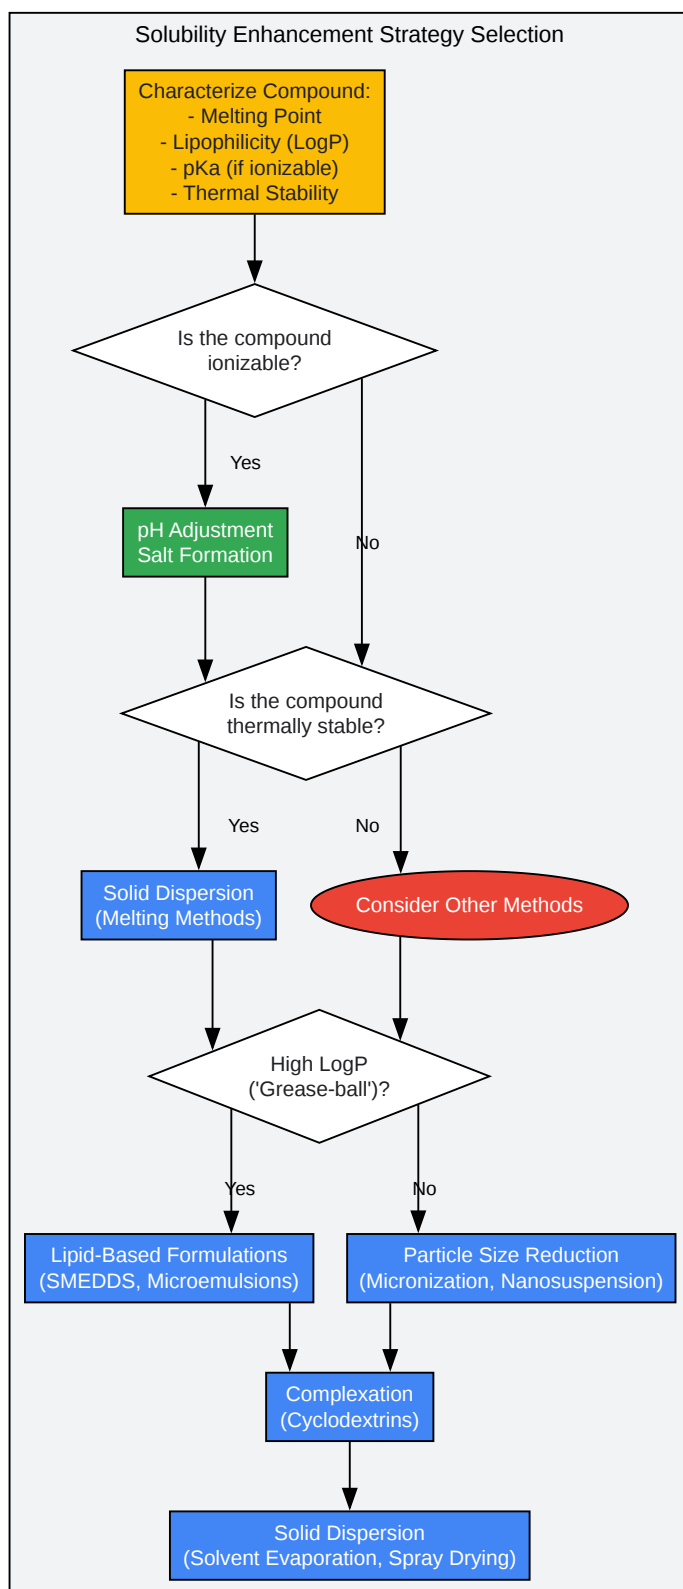 Solubility Enhancement Strategy Selection
Characterize Compound:
- Melting Point
- Lipophilicity (LogP)
- pKa (if ionizable)
- Thermal Stability
Is the compound
ionizable?
Yes
pH Adjustment
Salt Formation
No
Is the compound
thermally stable?
Yes
No
Solid Dispersion
(Melting Methods)
Consider Other Methods
High LogP
('Grease-ball')?
Yes
No
Lipid-Based Formulations
(SMEDDS, Microemulsions)
Particle Size Reduction
(Micronization, Nanosuspension)
Complexation
(Cyclodextrins)
Solid Dispersion
(Solvent Evaporation, Spray Drying)